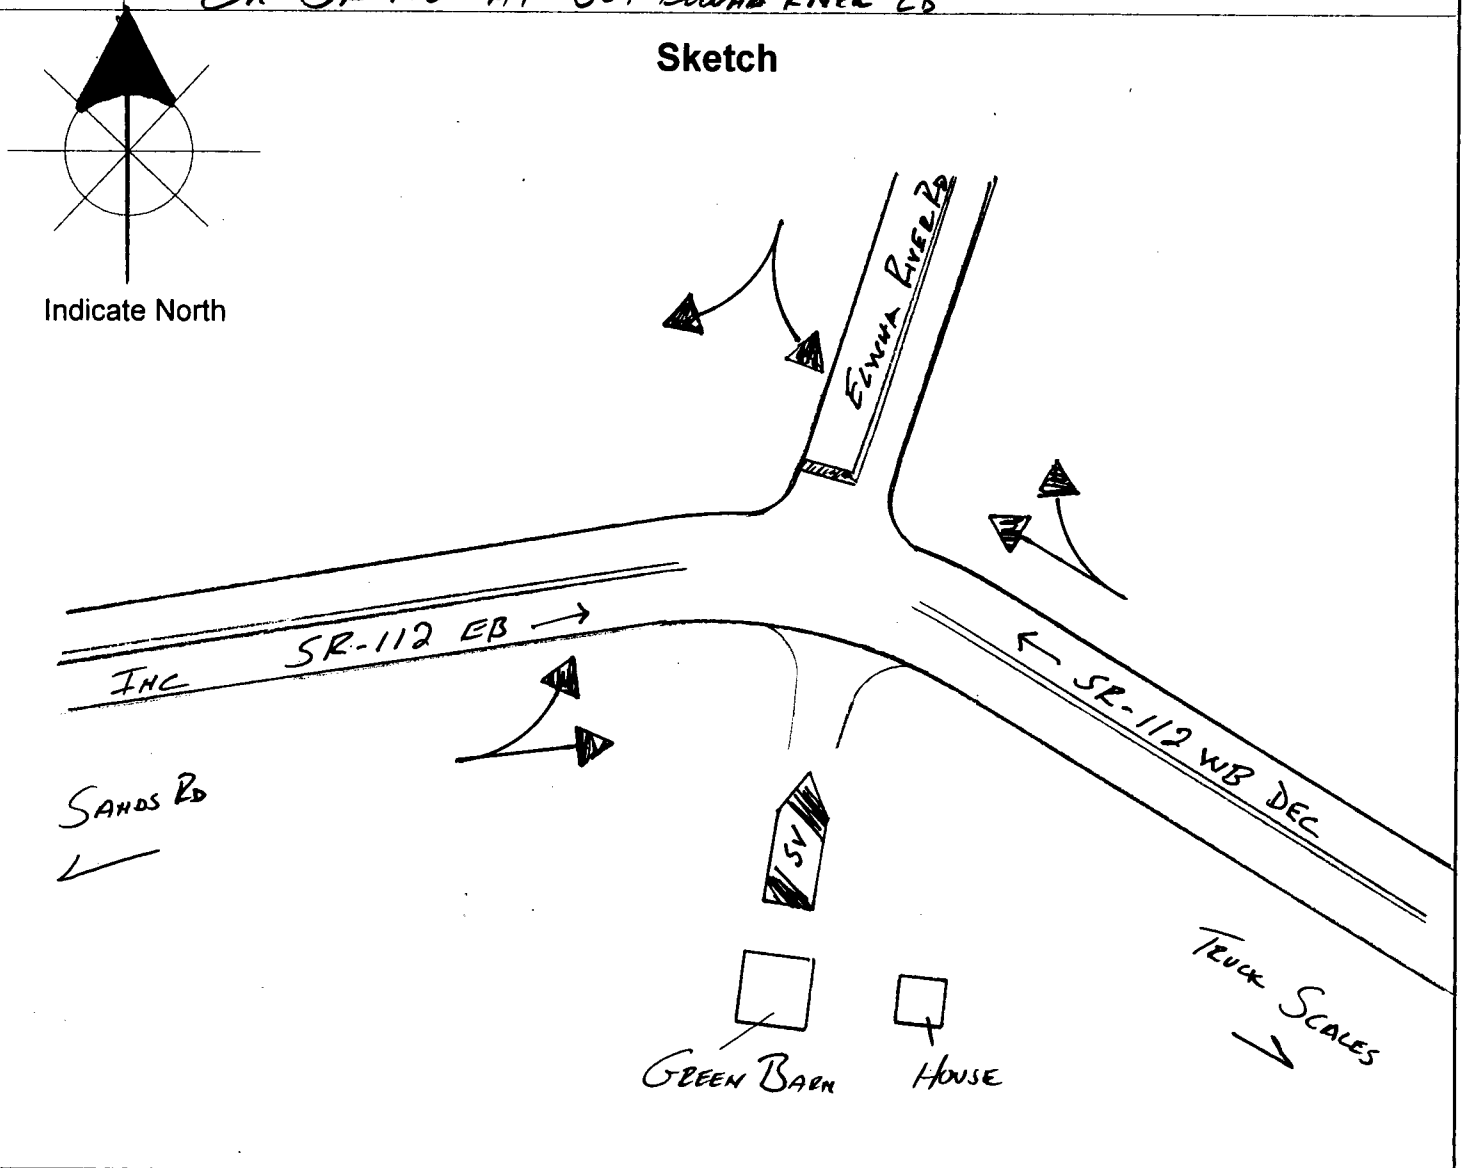 Sketch
Indicate North
ELWHA RIVER RD
SR-112 EB
INC
SR-112 WB DEC
SANDS RD
SV
TRUCK SCALES
GREEN BARN
HOUSE